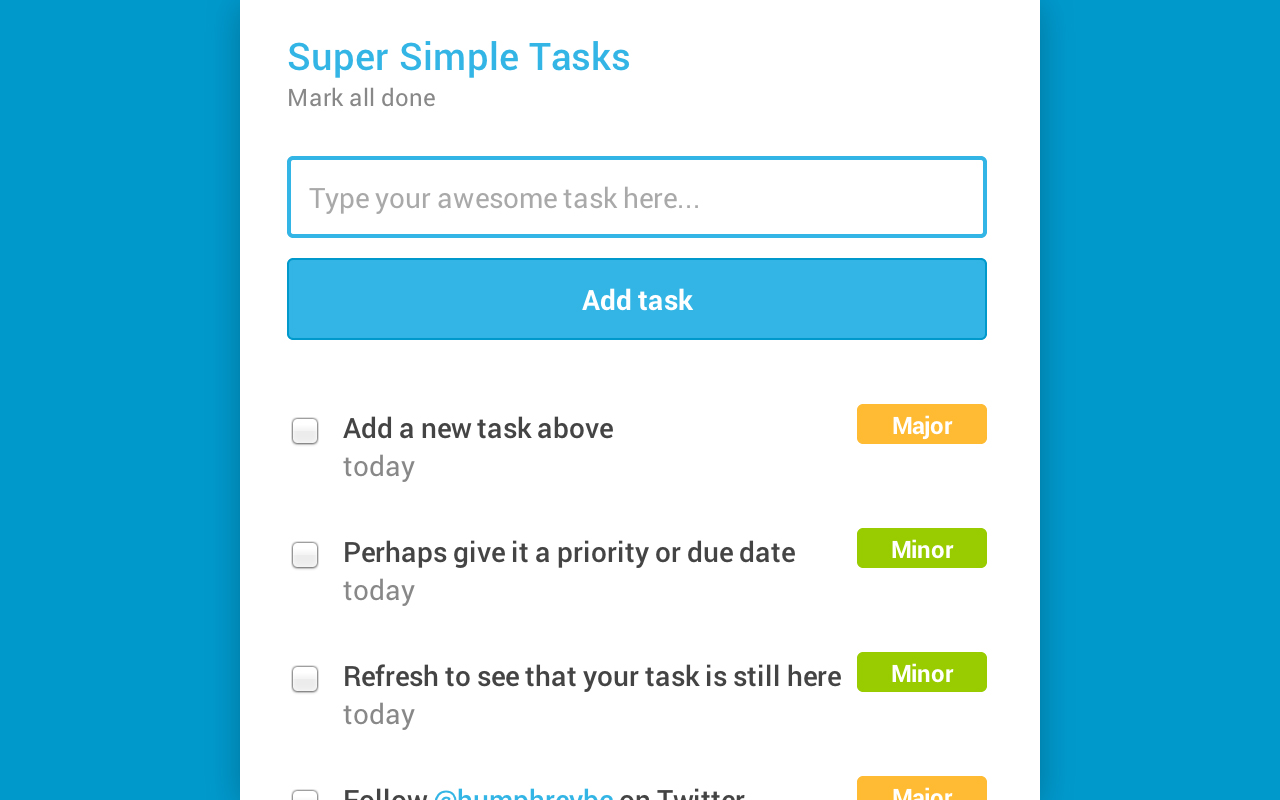 Super Simple Tasks
Mark all done
Type your awesome task here...
Add task
Add a new task above
Major
today
Perhaps give it a priority or due date
Minor
today
Refresh to see that your task is still here
Minor
today
Follow @humphreybc on Twitter
Major